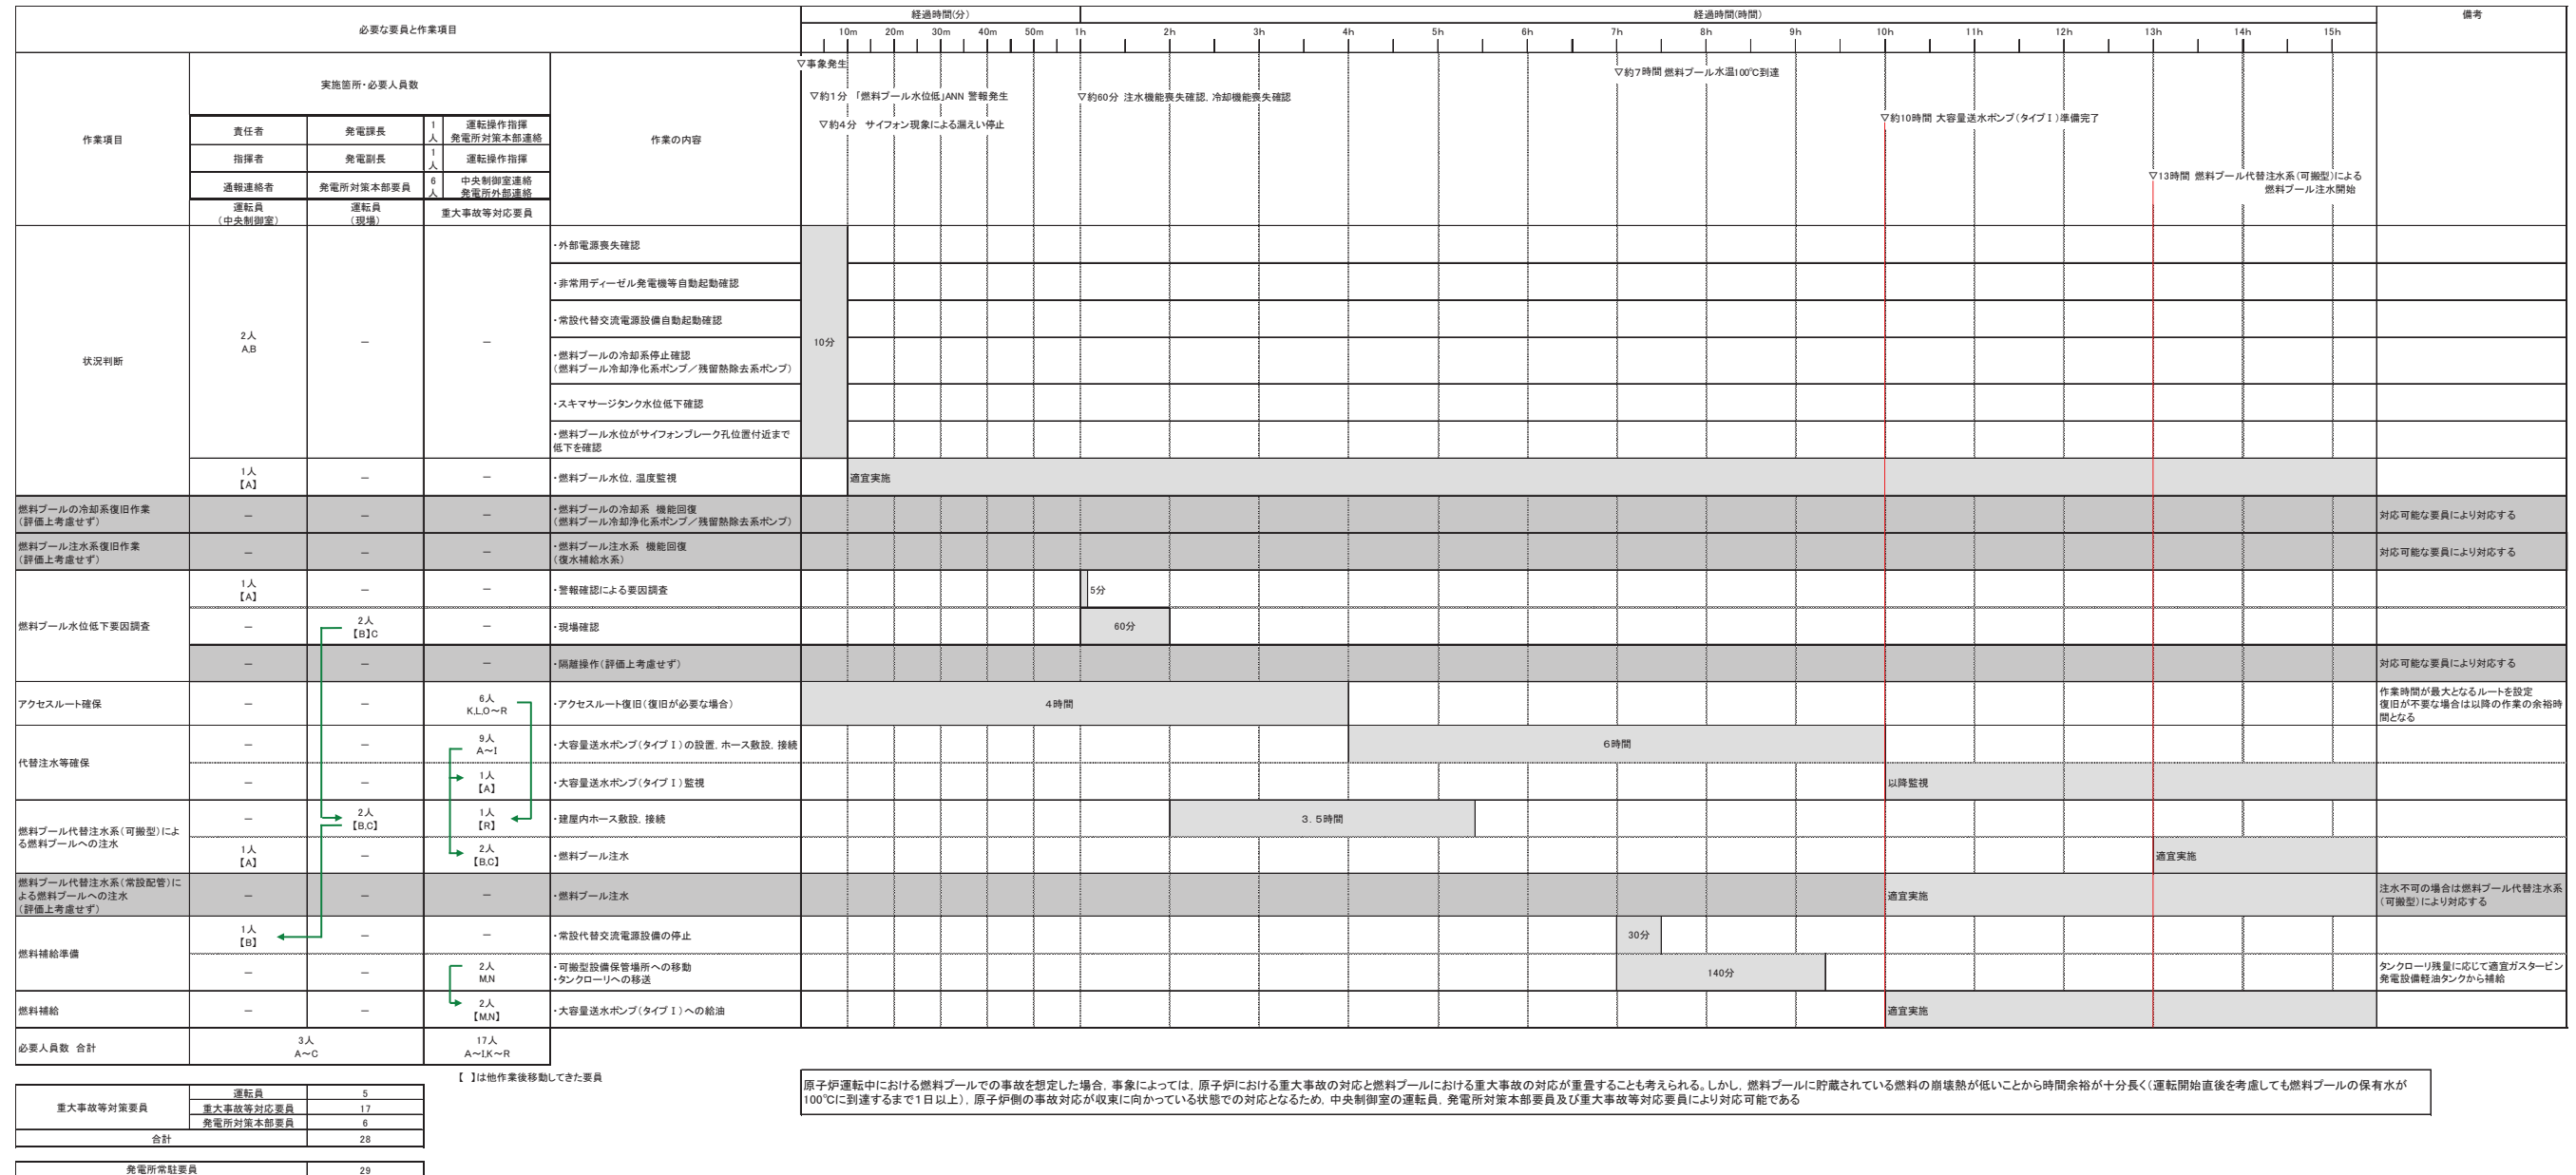 必要な要員と作業項目
経過時間(分)
経過時間(時間)
備考
10m 20m 30m 40m 50m 1h 2h 3h 4h 5h 6h 7h 8h 9h 10h 11h 12h 13h 14h 15h
作業項目
実施箇所・必要人員数
作業の内容
責任者 発電課長 1人 運転操作指揮
発電所対策本部連絡
指揮者 発電副長 1人 運転操作指揮
通報連絡者 発電所対策本部要員 6人 中央制御室連絡
発電所外部連絡
運転員
(中央制御室)
運転員
(現場)
重大事故等対応要員
▽事象発生
▽約1分 「燃料プール水位低」ANN 警報発生
▽約4分 サイフォン現象による漏えい停止
▽約60分 注水機能喪失確認,冷却機能喪失確認
▽約7時間 燃料プール水温100℃到達
▽約10時間 大容量送水ポンプ(タイプⅠ)準備完了
▽13時間 燃料プール代替注水系(可搬型)による
燃料プール注水開始
状況判断
2人
A,B
-
-
・外部電源喪失確認
・非常用ディーゼル発電機等自動起動確認
・常設代替交流電源設備自動起動確認
・燃料プールの冷却系停止確認
(燃料プール冷却浄化系ポンプ/残留熱除去系ポンプ)
・スキマサージタンク水位低下確認
・燃料プール水位がサイフォンブレーク孔位置付近まで
低下を確認
10分
1人
【A】
-
-
・燃料プール水位,温度監視
適宜実施
燃料プールの冷却系復旧作業
(評価上考慮せず)
-
-
-
・燃料プールの冷却系 機能回復
(燃料プール冷却浄化系ポンプ/残留熱除去系ポンプ)
対応可能な要員により対応する
燃料プール注水系復旧作業
(評価上考慮せず)
-
-
-
・燃料プール注水系 機能回復
(復水補給水系)
対応可能な要員により対応する
燃料プール水位低下要因調査
1人
【A】
-
-
・警報確認による要因調査
5分
-
2人
【B】C
-
・現場確認
60分
-
-
-
・隔離操作(評価上考慮せず)
対応可能な要員により対応する
アクセスルート確保
-
-
6人
K,L,O~R
・アクセスルート復旧(復旧が必要な場合)
4時間
作業時間が最大となるルートを設定
復旧が不要な場合は以降の作業の余裕時
間となる
代替注水等確保
-
-
9人
A~I
・大容量送水ポンプ(タイプⅠ)の設置,ホース敷設,接続
6時間
-
-
1人
【A】
・大容量送水ポンプ(タイプⅠ)監視
以降監視
燃料プール代替注水系(可搬型)によ
る燃料プールへの注水
-
2人
【B,C】
1人
【R】
・建屋内ホース敷設,接続
3.5時間
1人
【A】
-
2人
【B,C】
・燃料プール注水
適宜実施
燃料プール代替注水系(常設配管)に
よる燃料プールへの注水
(評価上考慮せず)
-
-
-
・燃料プール注水
適宜実施
注水不可の場合は燃料プール代替注水系
(可搬型)により対応する
燃料補給準備
1人
【B】
-
-
・常設代替交流電源設備の停止
30分
-
-
2人
M,N
・可搬型設備保管場所への移動
・タンクローリへの移送
140分
タンクローリ残量に応じて適宜ガスタービン
発電設備軽油タンクから補給
燃料補給
-
-
2人
【M,N】
・大容量送水ポンプ(タイプⅠ)への給油
適宜実施
必要人員数 合計
3人
A~C
17人
A~I,K~R
【 】は他作業後移動してきた要員
重大事故等対策要員
運転員 5
重大事故等対応要員 17
発電所対策本部要員 6
合計 28
発電所常駐要員 29
原子炉運転中における燃料プールでの事故を想定した場合,事象によっては,原子炉における重大事故の対応と燃料プールにおける重大事故の対応が重畳することも考えられる。しかし,燃料プールに貯蔵されている燃料の崩壊熱が低いことから時間余裕が十分長く(運転開始直後を考慮しても燃料プールの保有水が
100℃に到達するまで1日以上),原子炉側の事故対応が収束に向かっている状態での対応となるため,中央制御室の運転員,発電所対策本部要員及び重大事故等対応要員により対応可能である